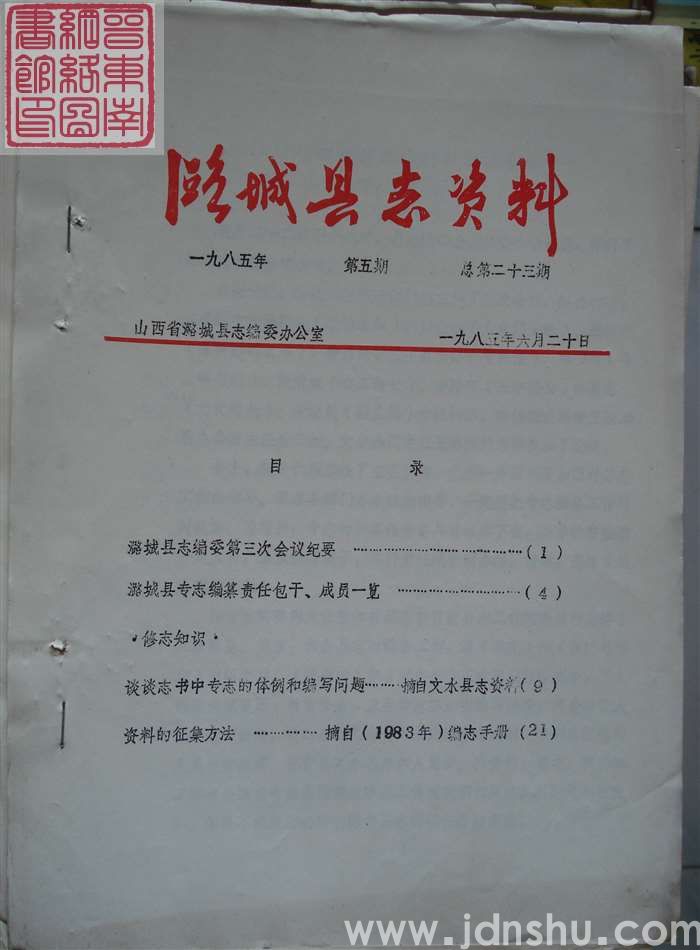 晋东南
网络图
书馆印
潞城县志资料
一九八五年 第五期 总第二十三期
山西省潞城县志编委办公室 一九八五年六月二十日
目 录
潞城县志编委第三次会议纪要 ……………………………(1)
潞城县专志编纂责任包干、成员一览 ……………………(4)
·修志知识·
谈谈志书中专志的体例和编写问题………摘自文水县志资料(9)
资料的征集方法 ……………摘自(1983年)编志手册(21)
www.jdnshu.com